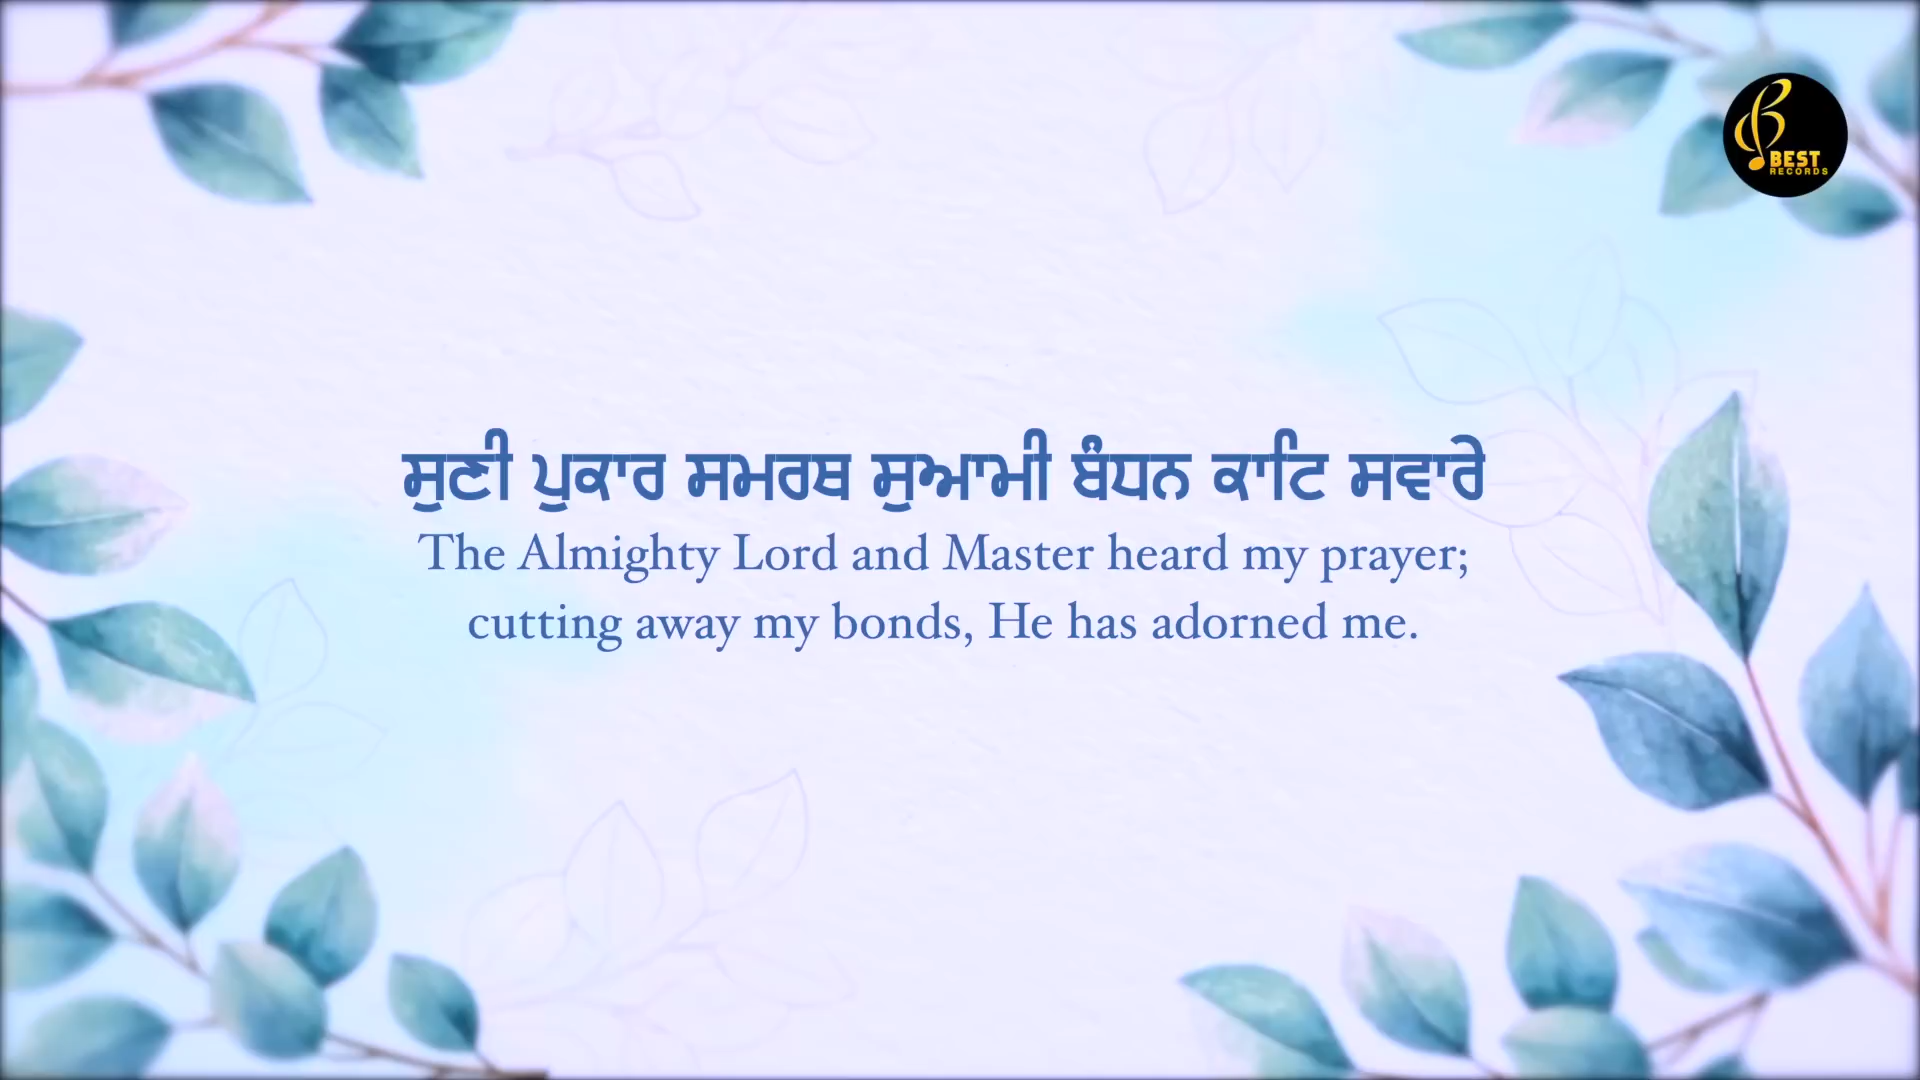 BEST
RECORDS
ਸੁਣੀ ਪੁਕਾਰ ਸਮਰਥ ਸੁਆਮੀ ਬੰਧਨ ਕਾਟਿ ਸਵਾਰੇ
The Almighty Lord and Master heard my prayer;
cutting away my bonds, He has adorned me.